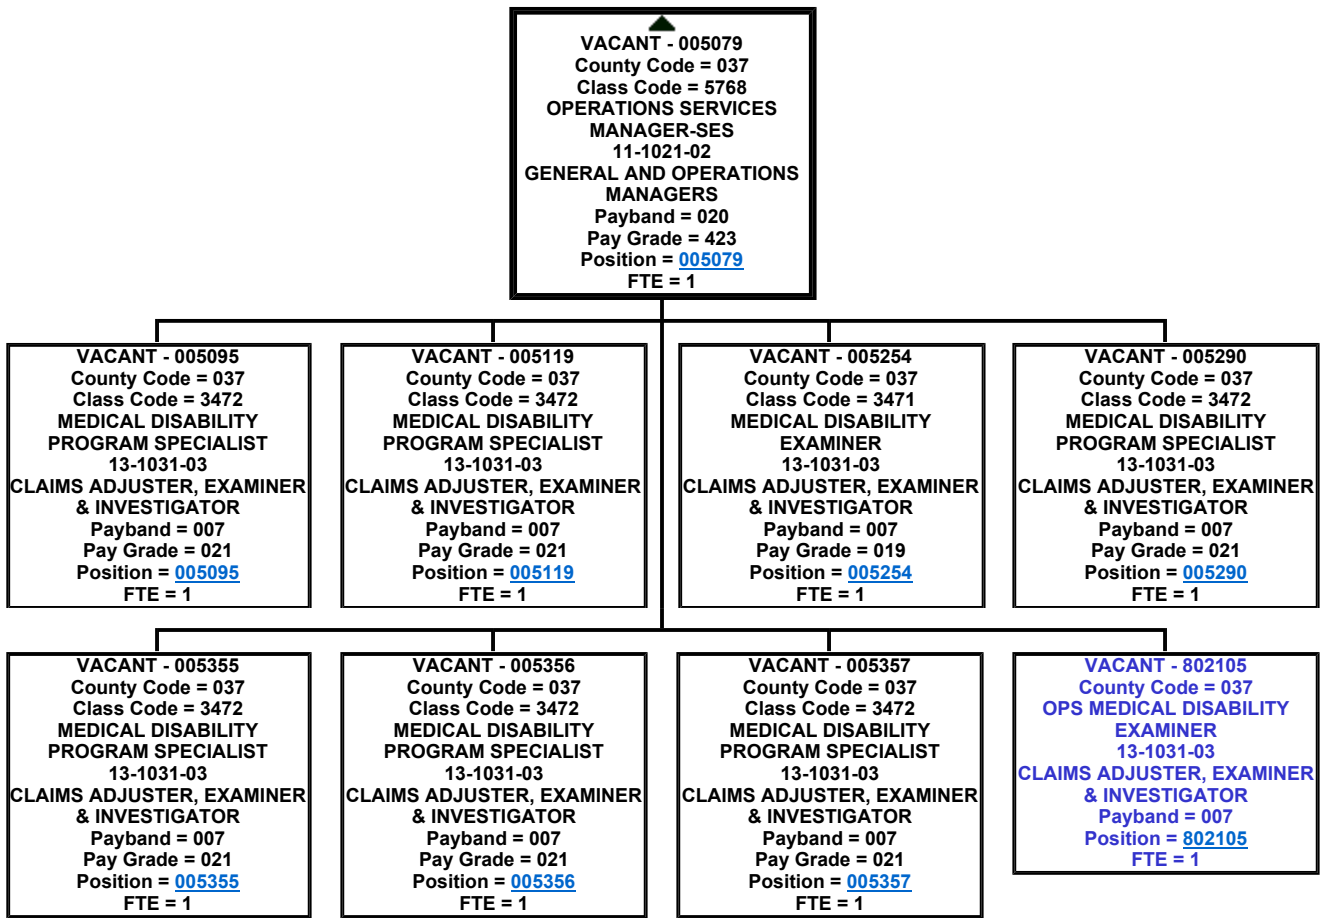 VACANT - 005079
County Code = 037
Class Code = 5768
OPERATIONS SERVICES
MANAGER-SES
11-1021-02
GENERAL AND OPERATIONS
MANAGERS
Payband = 020
Pay Grade = 423
Position = 005079
FTE = 1
VACANT - 005095
County Code = 037
Class Code = 3472
MEDICAL DISABILITY
PROGRAM SPECIALIST
13-1031-03
CLAIMS ADJUSTER, EXAMINER
& INVESTIGATOR
Payband = 007
Pay Grade = 021
Position = 005095
FTE = 1
VACANT - 005119
County Code = 037
Class Code = 3472
MEDICAL DISABILITY
PROGRAM SPECIALIST
13-1031-03
CLAIMS ADJUSTER, EXAMINER
& INVESTIGATOR
Payband = 007
Pay Grade = 021
Position = 005119
FTE = 1
VACANT - 005254
County Code = 037
Class Code = 3471
MEDICAL DISABILITY
EXAMINER
13-1031-03
CLAIMS ADJUSTER, EXAMINER
& INVESTIGATOR
Payband = 007
Pay Grade = 019
Position = 005254
FTE = 1
VACANT - 005290
County Code = 037
Class Code = 3472
MEDICAL DISABILITY
PROGRAM SPECIALIST
13-1031-03
CLAIMS ADJUSTER, EXAMINER
& INVESTIGATOR
Payband = 007
Pay Grade = 021
Position = 005290
FTE = 1
VACANT - 005355
County Code = 037
Class Code = 3472
MEDICAL DISABILITY
PROGRAM SPECIALIST
13-1031-03
CLAIMS ADJUSTER, EXAMINER
& INVESTIGATOR
Payband = 007
Pay Grade = 021
Position = 005355
FTE = 1
VACANT - 005356
County Code = 037
Class Code = 3472
MEDICAL DISABILITY
PROGRAM SPECIALIST
13-1031-03
CLAIMS ADJUSTER, EXAMINER
& INVESTIGATOR
Payband = 007
Pay Grade = 021
Position = 005356
FTE = 1
VACANT - 005357
County Code = 037
Class Code = 3472
MEDICAL DISABILITY
PROGRAM SPECIALIST
13-1031-03
CLAIMS ADJUSTER, EXAMINER
& INVESTIGATOR
Payband = 007
Pay Grade = 021
Position = 005357
FTE = 1
VACANT - 802105
County Code = 037
OPS MEDICAL DISABILITY
EXAMINER
13-1031-03
CLAIMS ADJUSTER, EXAMINER
& INVESTIGATOR
Payband = 007
Position = 802105
FTE = 1